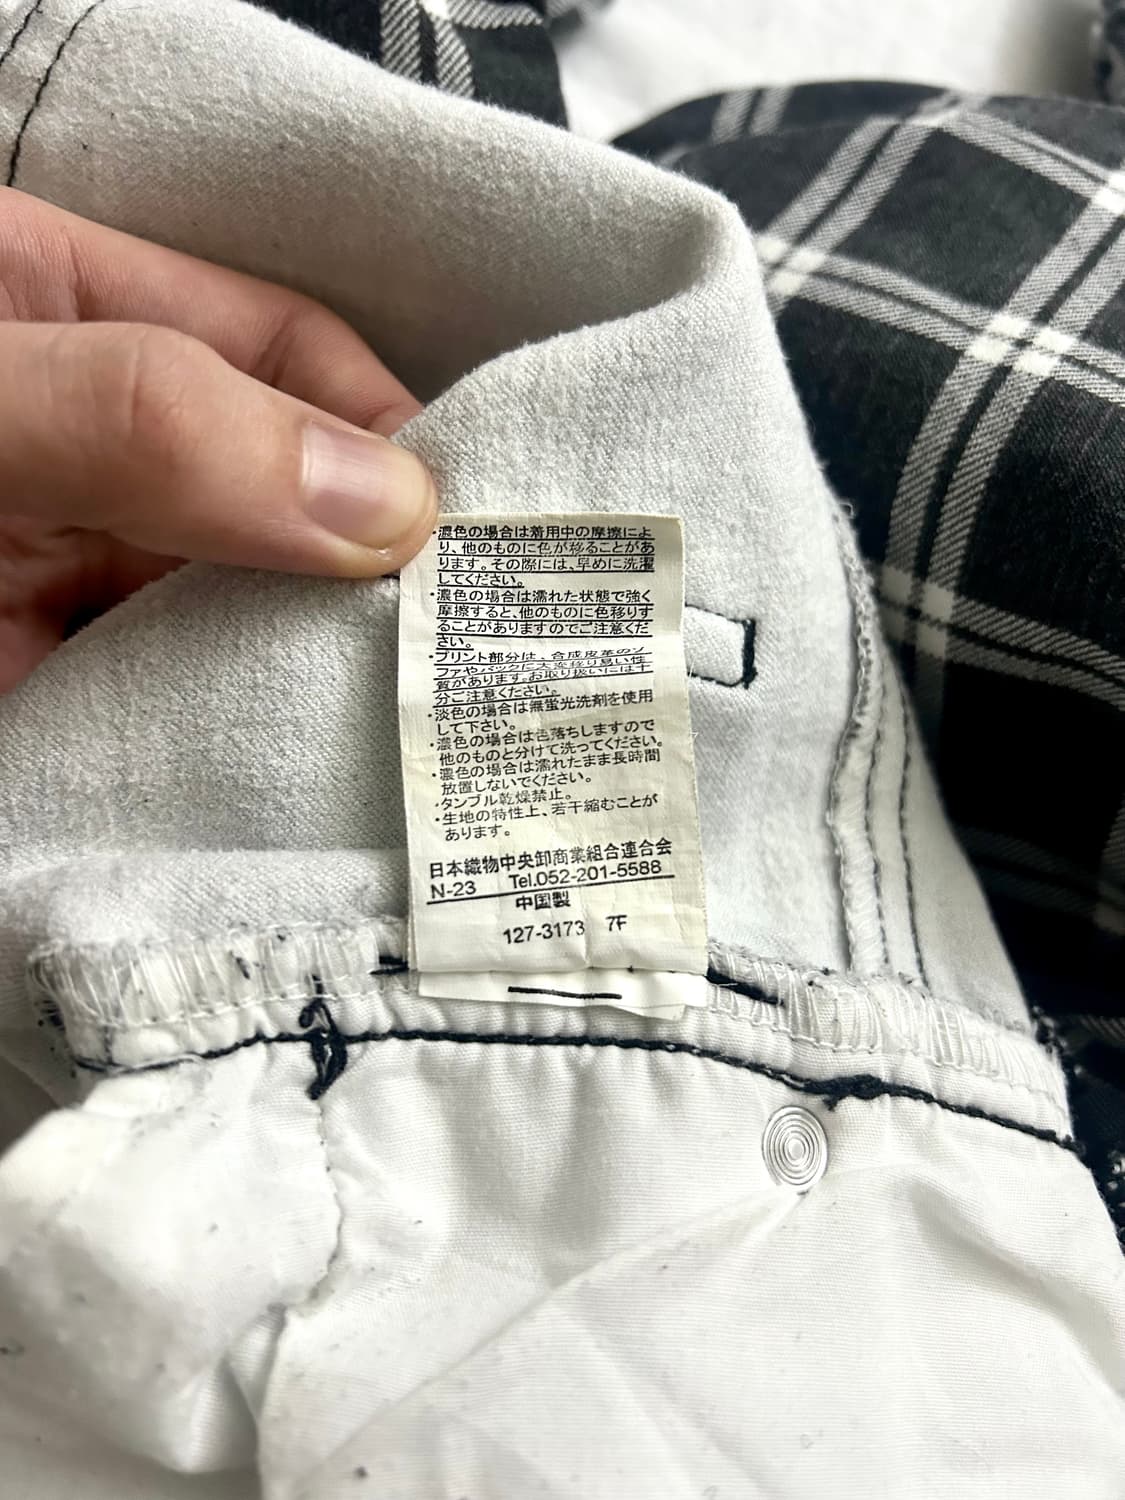 ・濃色の場合は着用中の摩擦によ
り、他のものに色が移ることがあ
ります。その際には、早めに洗濯
してください。
・濃色の場合は濡れた状態で強く
摩擦すると、他のものに色移りす
ることがありますのでご注意くだ
さい。
・プリント部分は、合成皮革のソ
ファやバックに大変移り易い性
質があります。お取り扱いには十
分ご注意ください。
・淡色の場合は無蛍光洗剤を使用
して下さい。
・濃色の場合は色落ちしますので
他のものと分けて洗ってください。
・濃色の場合は濡れたまま長時間
放置しないでください。
・タンブル乾燥禁止。
・生地の特性上、若干縮むことが
あります。
日本織物中央卸商業組合連合会
N-23 Tel.052-201-5588
中国製
127-3173 7F